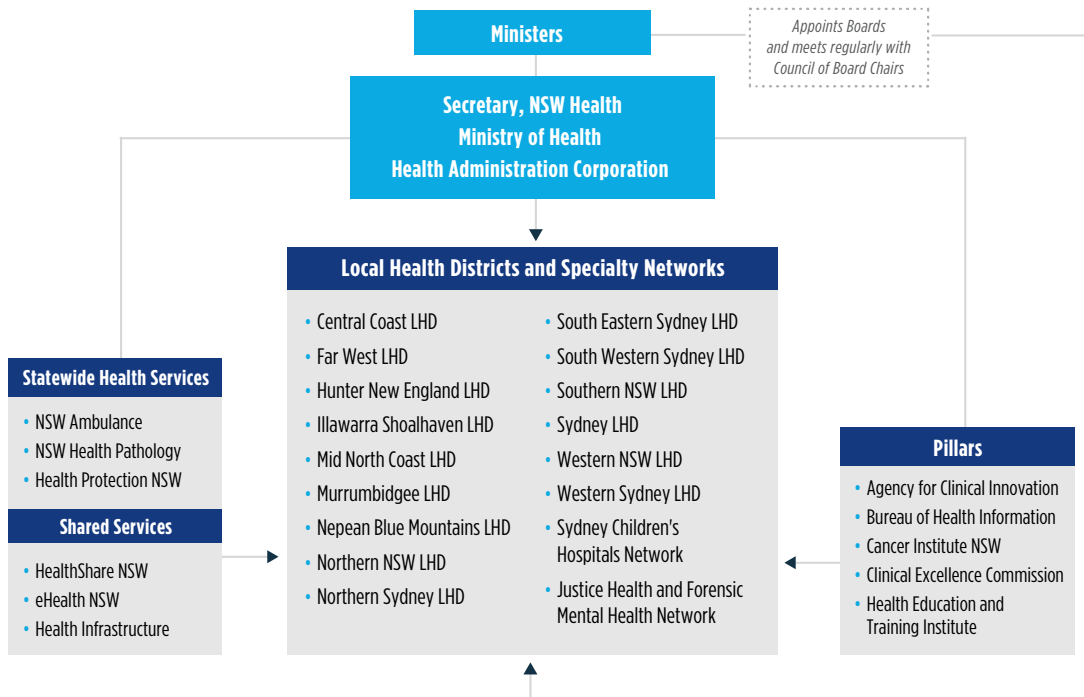 Ministers
Appoints Boards
and meets regularly with
Council of Board Chairs
Secretary, NSW Health
Ministry of Health
Health Administration Corporation
Local Health Districts and Specialty Networks
• Central Coast LHD
• Far West LHD
• Hunter New England LHD
• Illawarra Shoalhaven LHD
• Mid North Coast LHD
• Murrumbidgee LHD
• Nepean Blue Mountains LHD
• Northern NSW LHD
• Northern Sydney LHD
• South Eastern Sydney LHD
• South Western Sydney LHD
• Southern NSW LHD
• Sydney LHD
• Western NSW LHD
• Western Sydney LHD
• Sydney Children's
Hospitals Network
• Justice Health and Forensic
Mental Health Network
Statewide Health Services
• NSW Ambulance
• NSW Health Pathology
• Health Protection NSW
Shared Services
• HealthShare NSW
• eHealth NSW
• Health Infrastructure
Pillars
• Agency for Clinical Innovation
• Bureau of Health Information
• Cancer Institute NSW
• Clinical Excellence Commission
• Health Education and
Training Institute